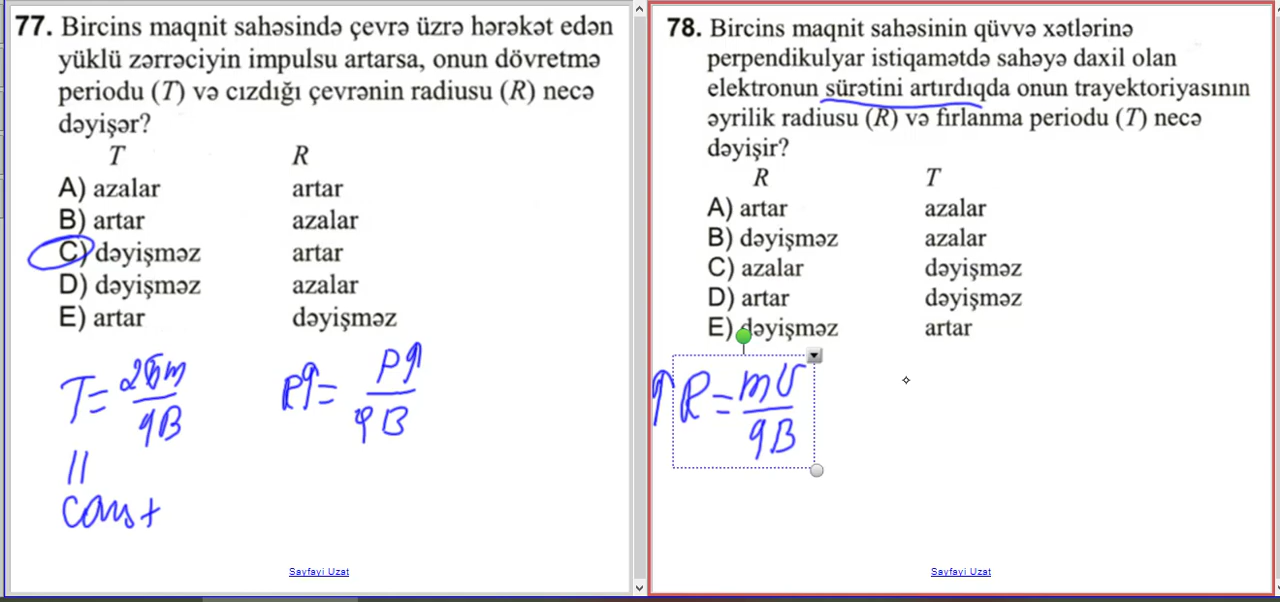 77. Bircins maqnit sahəsində çevrə üzrə hərəkət edən
yüklü zərrəciyin impulsu artarsa, onun dövretmə
periodu (T) və cızdığı çevrənin radiusu (R) necə
dəyişər?
T R
A) azalar artar
B) artar azalar
C) dəyişməz artar
D) dəyişməz azalar
E) artar dəyişməz
T = 2πm / qB
R↑ = P↑ / qB
||
const
Sayfayi Uzat
78. Bircins maqnit sahəsinin qüvvə xətlərinə
perpendikulyar istiqamətdə sahəyə daxil olan
elektronun sürətini artırdıqda onun trayektoriyasının
əyrilik radiusu (R) və fırlanma periodu (T) necə
dəyişir?
R T
A) artar azalar
B) dəyişməz azalar
C) azalar dəyişməz
D) artar dəyişməz
E) dəyişməz artar
↑R = mυ / qB
Sayfayi Uzat